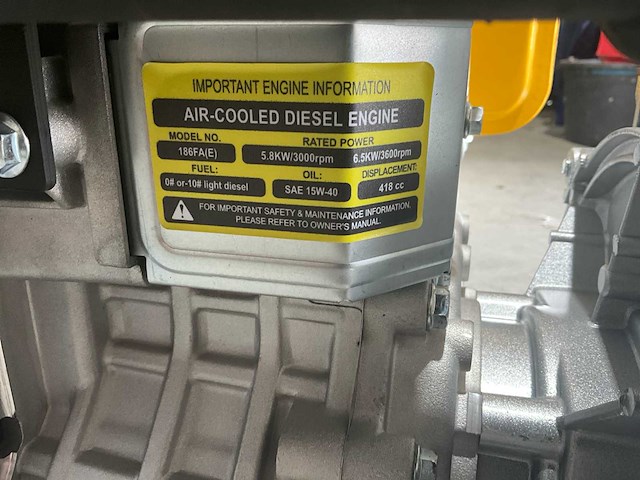 IMPORTANT ENGINE INFORMATION
AIR-COOLED DIESEL ENGINE
MODEL NO. RATED POWER
186FA(E) 5.8KW/3000rpm 6.5KW/3600rpm
FUEL: OIL: DISPLACEMENT:
0# or-10# light diesel SAE 15W-40 418 cc
FOR IMPORTANT SAFETY & MAINTENANCE INFORMATION,
PLEASE REFER TO OWNER'S MANUAL.